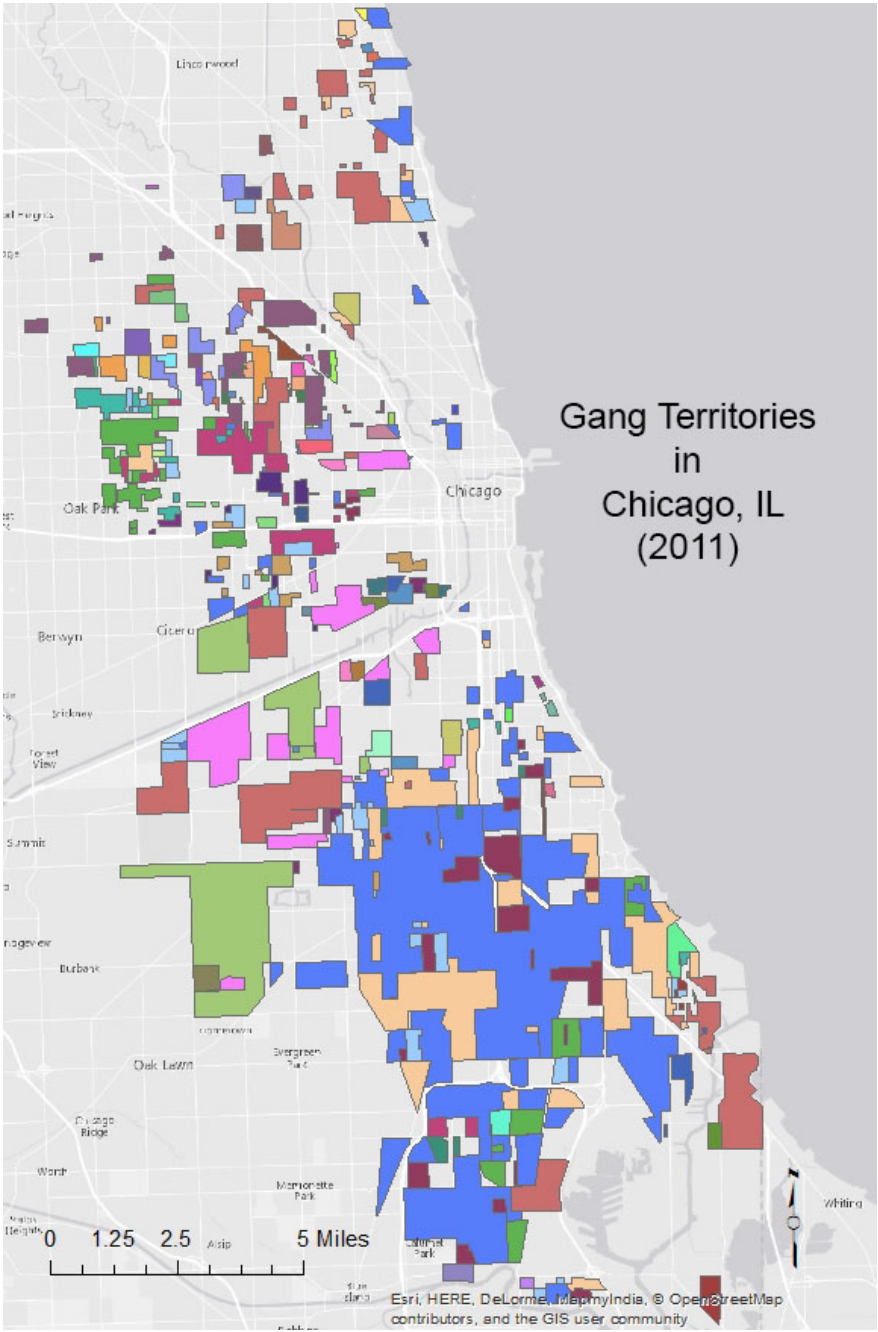 Lincolnwood
Gang Territories
in
Chicago, IL
(2011)
Chicago
Oak Park
Berwyn
Cicero
Stickney
Forest
View
Summit
Burbank
Oak Lawn
Evergreen
Park
Chicago
Ridge
Worth
Merrionette
Park
Whiting
N
0 1.25 2.5 5 Miles
Alsip
Calumet
Park
Esri, HERE, DeLorme, MapmyIndia, © OpenStreetMap
contributors, and the GIS user community